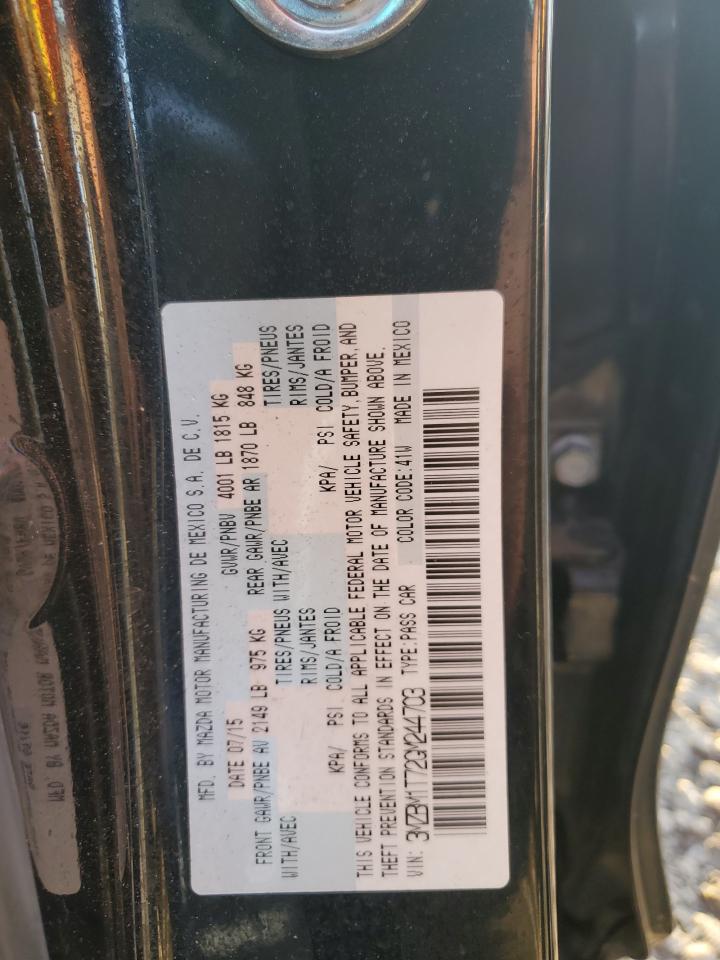 MFD. BY MAZDA MOTOR MANUFACTURING DE MEXICO S.A. DE C.V.
DATE 07/15 GVWR/PNBV 4001 LB 1815 KG
FRONT GAWR/PNBE AV 2149 LB 975 KG REAR GAWR/PNBE AR 1870 LB 848 KG
WITH/AVEC TIRES/PNEUS WITH/AVEC TIRES/PNEUS
RIMS/JANTES RIMS/JANTES
KPA/ PSI COLD/A FROID KPA/ PSI COLD/A FROID
THIS VEHICLE CONFORMS TO ALL APPLICABLE FEDERAL MOTOR VEHICLE SAFETY, BUMPER, AND
THEFT PREVENTION STANDARDS IN EFFECT ON THE DATE OF MANUFACTURE SHOWN ABOVE.
VIN: 3MZBM1T72GM244703 TYPE:PASS CAR COLOR CODE:41W MADE IN MEXICO